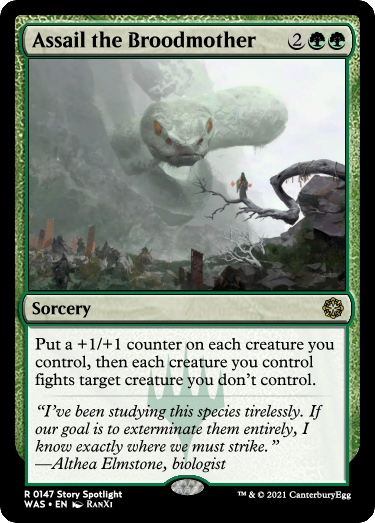 Assail the Broodmother 2
Sorcery
Put a +1/+1 counter on each creature you
control, then each creature you control
fights target creature you don't control.
“I've been studying this species tirelessly. If
our goal is to exterminate them entirely, I
know exactly where we must strike.”
—Althea Elmstone, biologist
R 0147 Story Spotlight
WAS • EN RANXI
™ & © 2021 CanterburyEgg